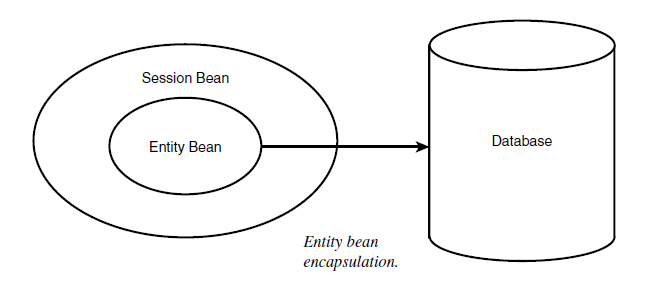 Session Bean
Entity Bean
Database
Entity bean
encapsulation.